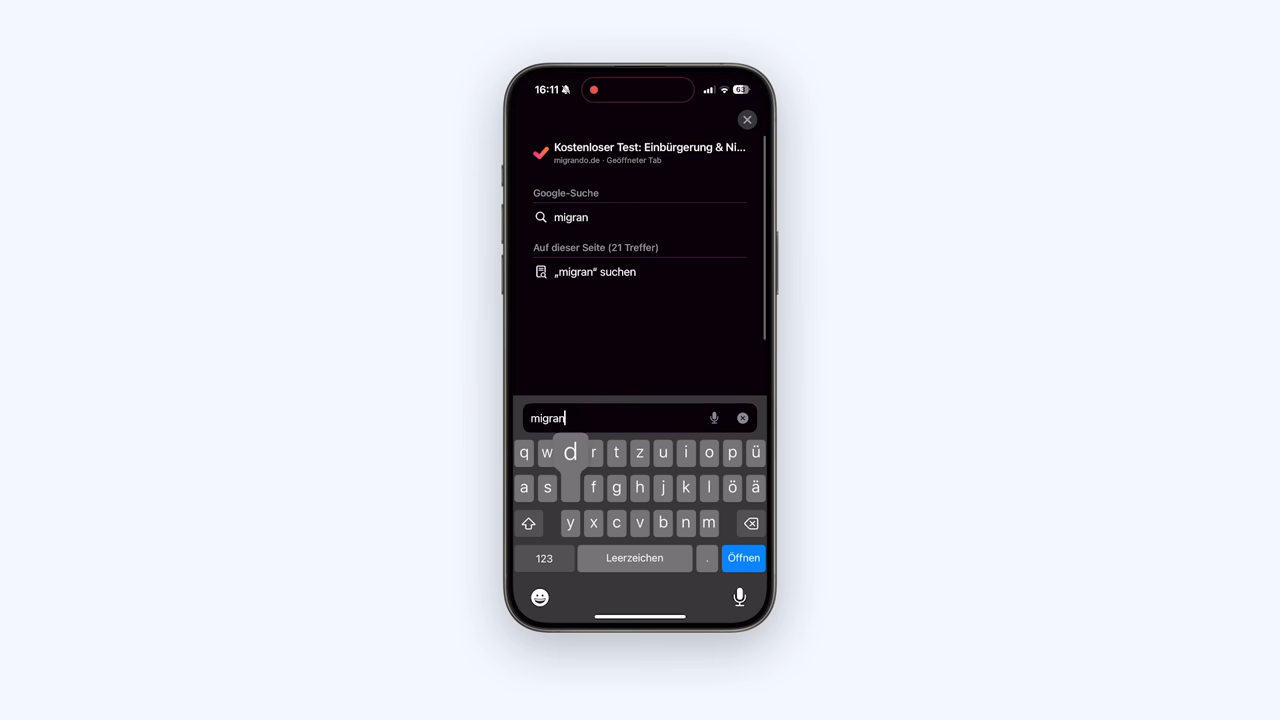 16:11
63
Kostenloser Test: Einbürgerung & Ni...
migrando.de · Geöffneter Tab
Google-Suche
migran
Auf dieser Seite (21 Treffer)
„migran“ suchen
migran
q w d r t z u i o p ü
a s f g h j k l ö ä
y x c v b n m
123 Leerzeichen . Öffnen